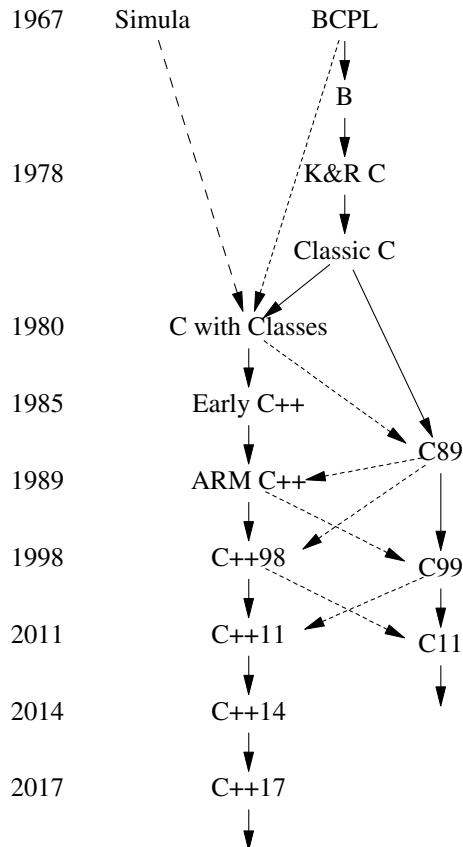 1967 Simula BCPL
B
1978 K&R C
Classic C
1980 C with Classes
1985 Early C++
C89
1989 ARM C++
1998 C++98
C99
2011 C++11
C11
2014 C++14
2017 C++17